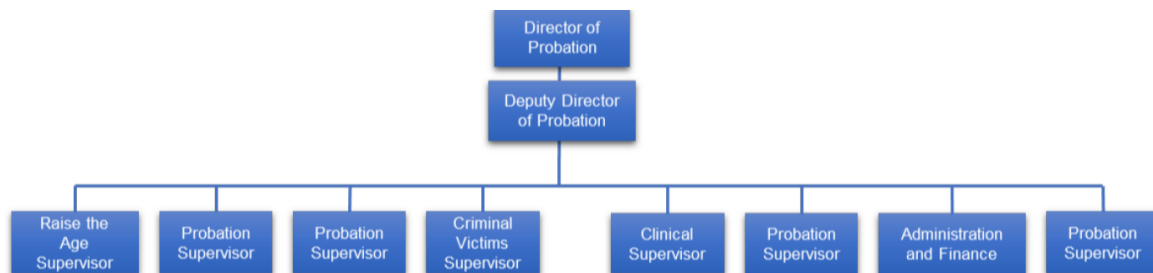 Director of
Probation
Deputy Director
of Probation
Raise the
Age
Supervisor
Probation
Supervisor
Probation
Supervisor
Criminal
Victims
Supervisor
Clinical
Supervisor
Probation
Supervisor
Administration
and Finance
Probation
Supervisor